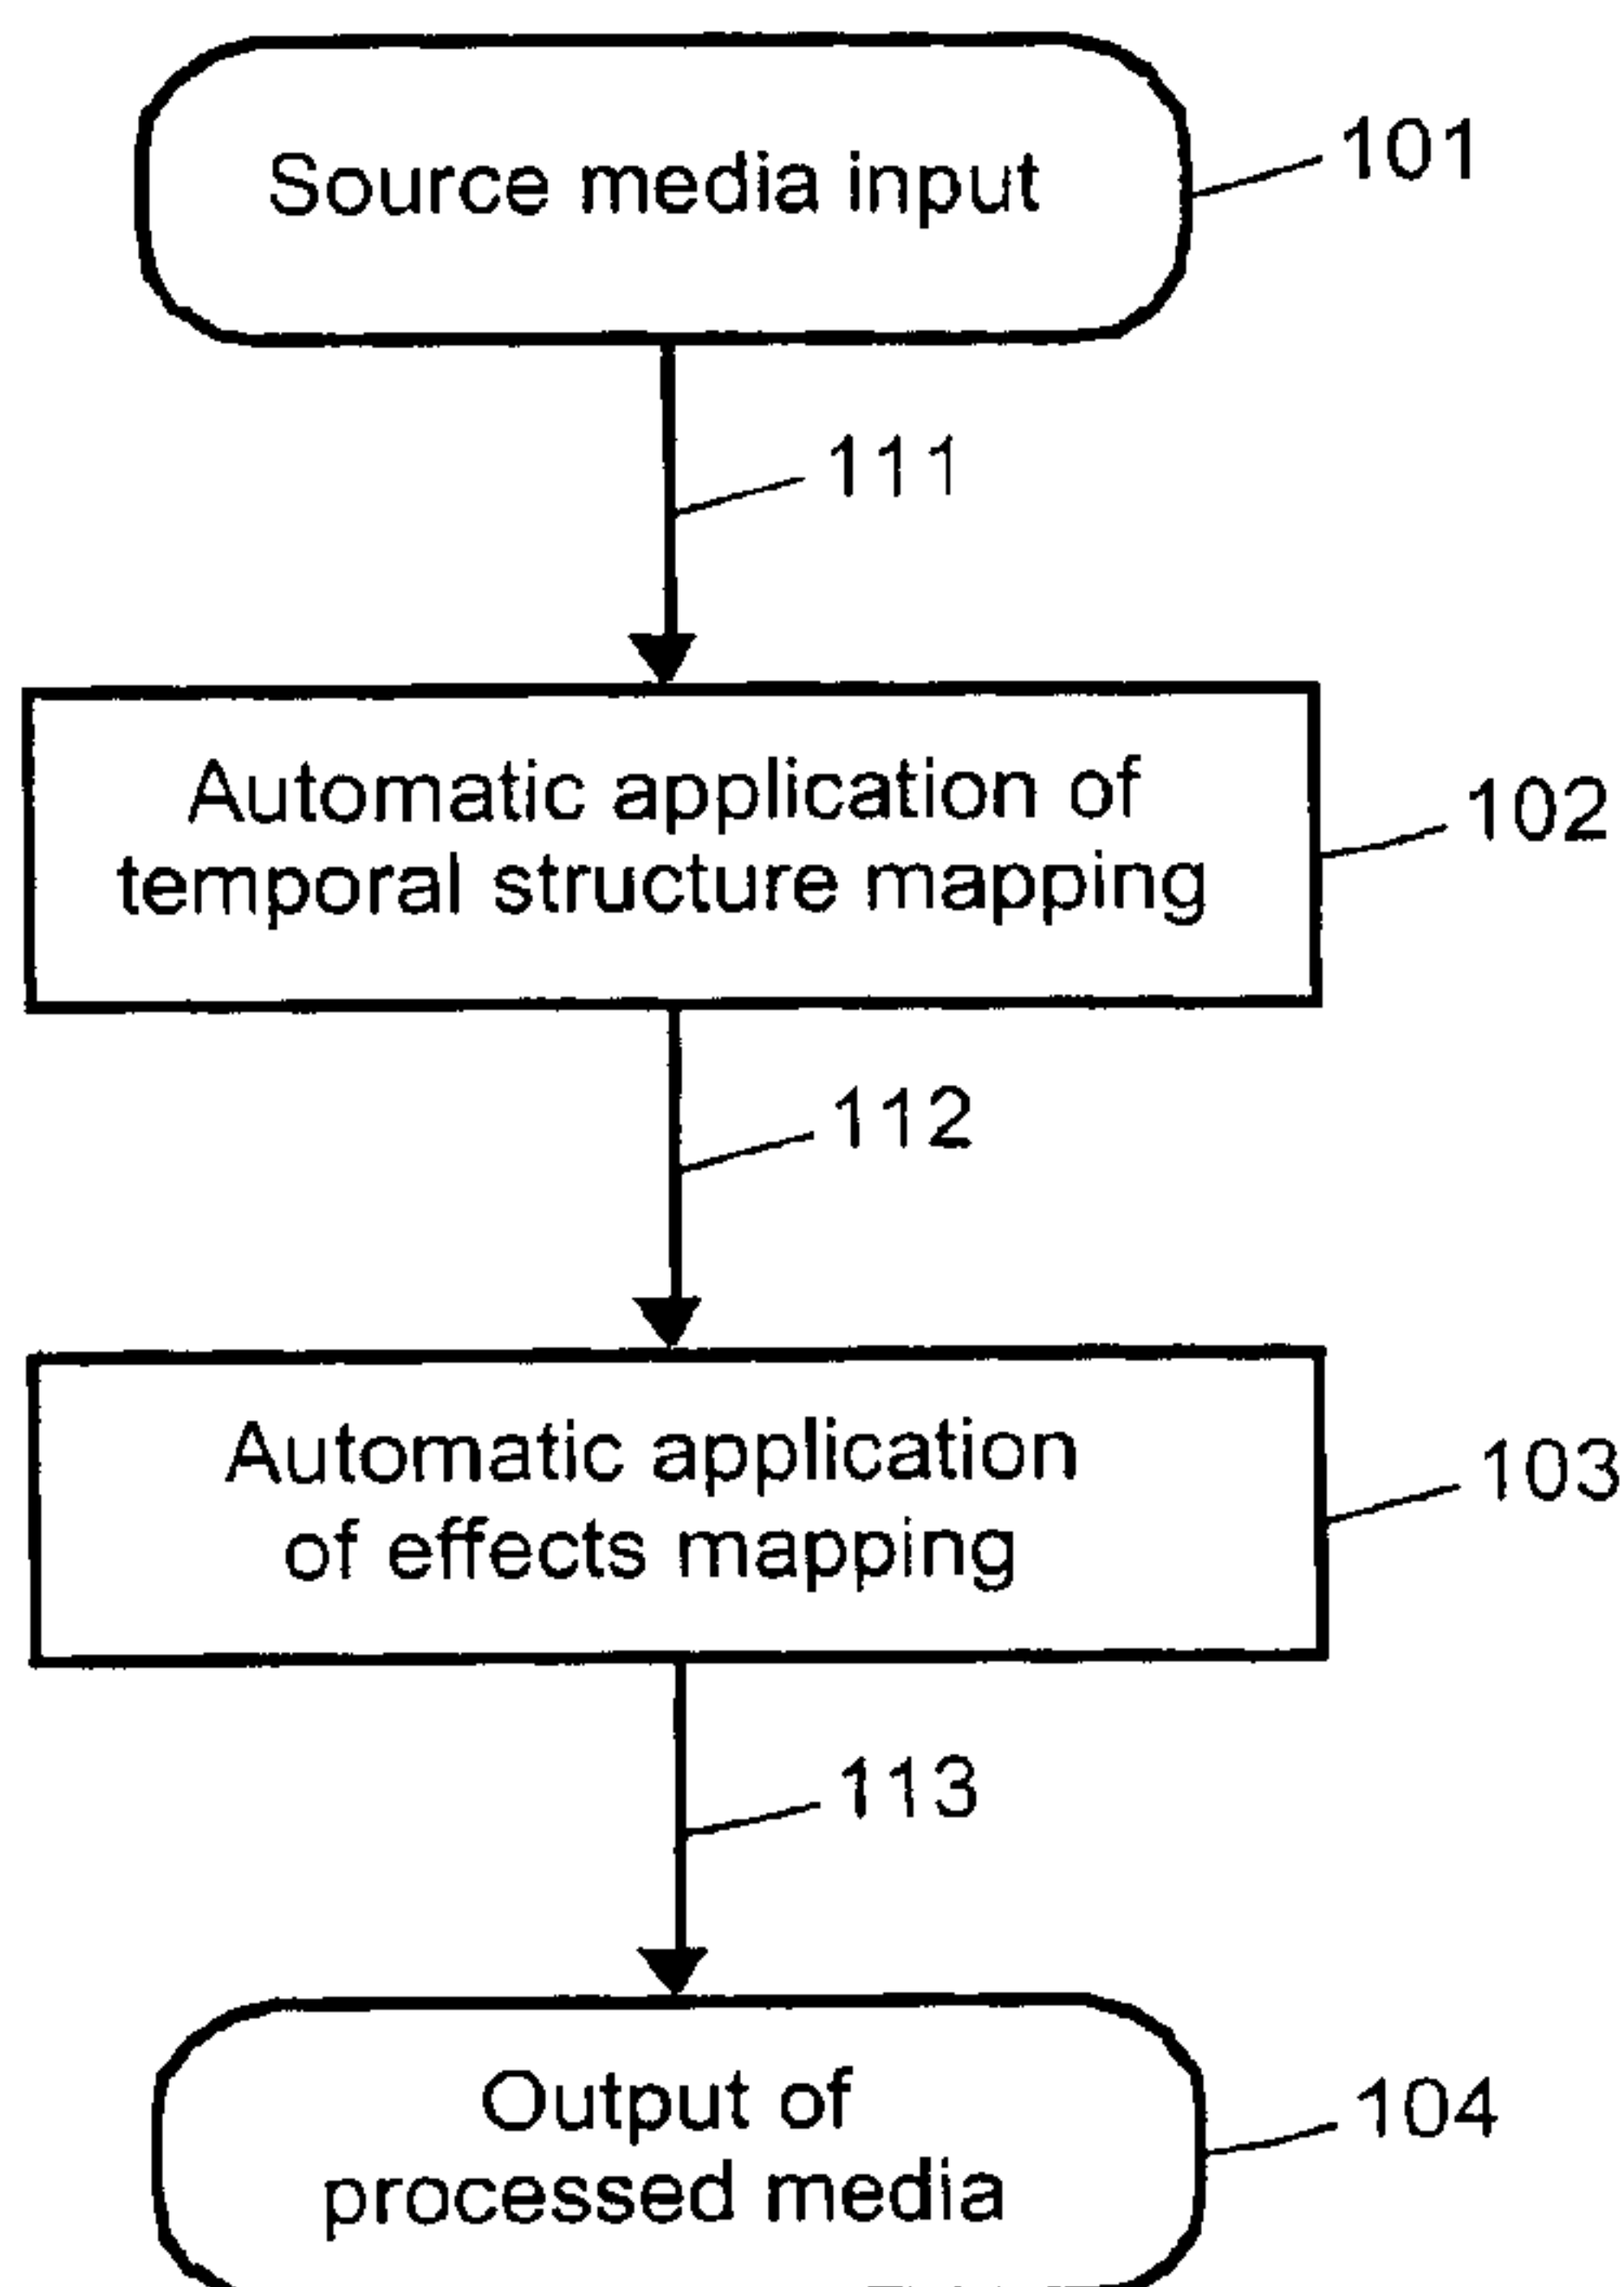 Source media input
101
111
Automatic application of
temporal structure mapping
102
112
Automatic application
of effects mapping
103
113
Output of
processed media
104